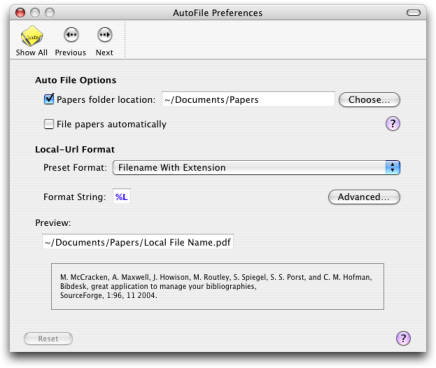 AutoFile Preferences
Show All Previous Next
Auto File Options
Papers folder location: ~/Documents/Papers Choose...
File papers automatically ?
Local-Url Format
Preset Format: Filename With Extension
Format String: %L Advanced...
Preview:
~/Documents/Papers/Local File Name.pdf
M. McCracken, A. Maxwell, J. Howison, M. Routley, S. Spiegel, S. S. Porst, and C. M. Hofman,
Bibdesk, great application to manage your bibliographies,
SourceForge, 1:96, 11 2004.
Reset ?